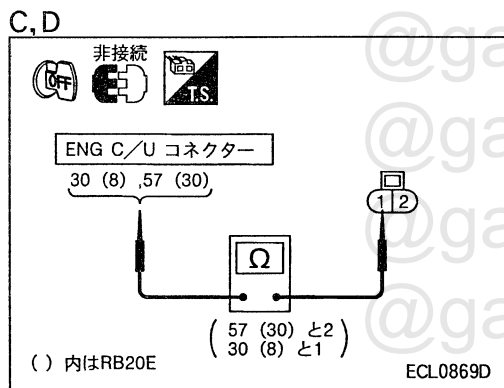 C,D
非接続
OFF
T.S.
ENG C/U コネクター
30 (8) ,57 (30)
1 2
Ω
57 (30) と2
30 (8) と1
( ) 内はRB20E
ECL0869D
@ga
@ga
@ga
@ga